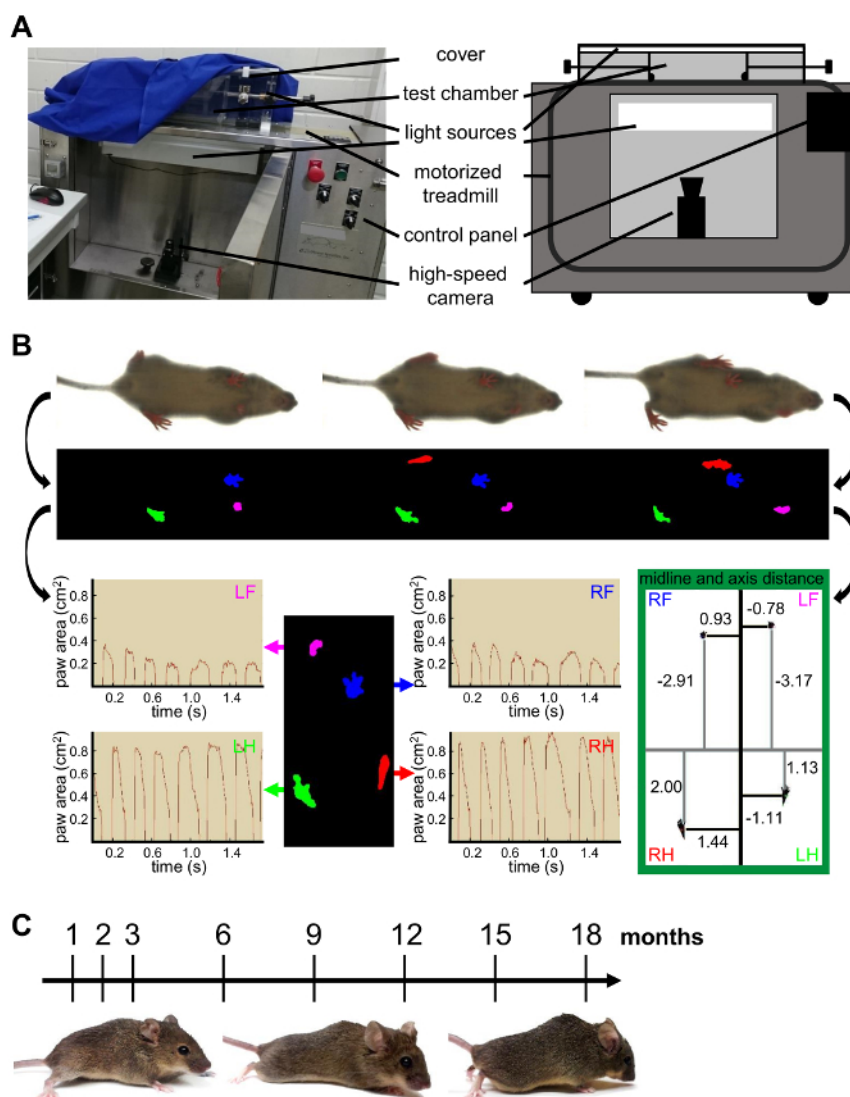 A
cover
test chamber
light sources
motorized
treadmill
control panel
high-speed
camera
B
LF
paw area (cm²)
0.8
0.6
0.4
0.2
0.2 0.6 1.0 1.4
time (s)
RF
paw area (cm²)
0.8
0.6
0.4
0.2
0.2 0.6 1.0 1.4
time (s)
LH
paw area (cm²)
0.8
0.6
0.4
0.2
0.2 0.6 1.0 1.4
time (s)
RH
paw area (cm²)
0.8
0.6
0.4
0.2
0.2 0.6 1.0 1.4
time (s)
midline and axis distance
RF LF
0.93 -0.78
-2.91 -3.17
2.00 1.13
1.44 -1.11
RH LH
C
1 2 3 6 9 12 15 18 months